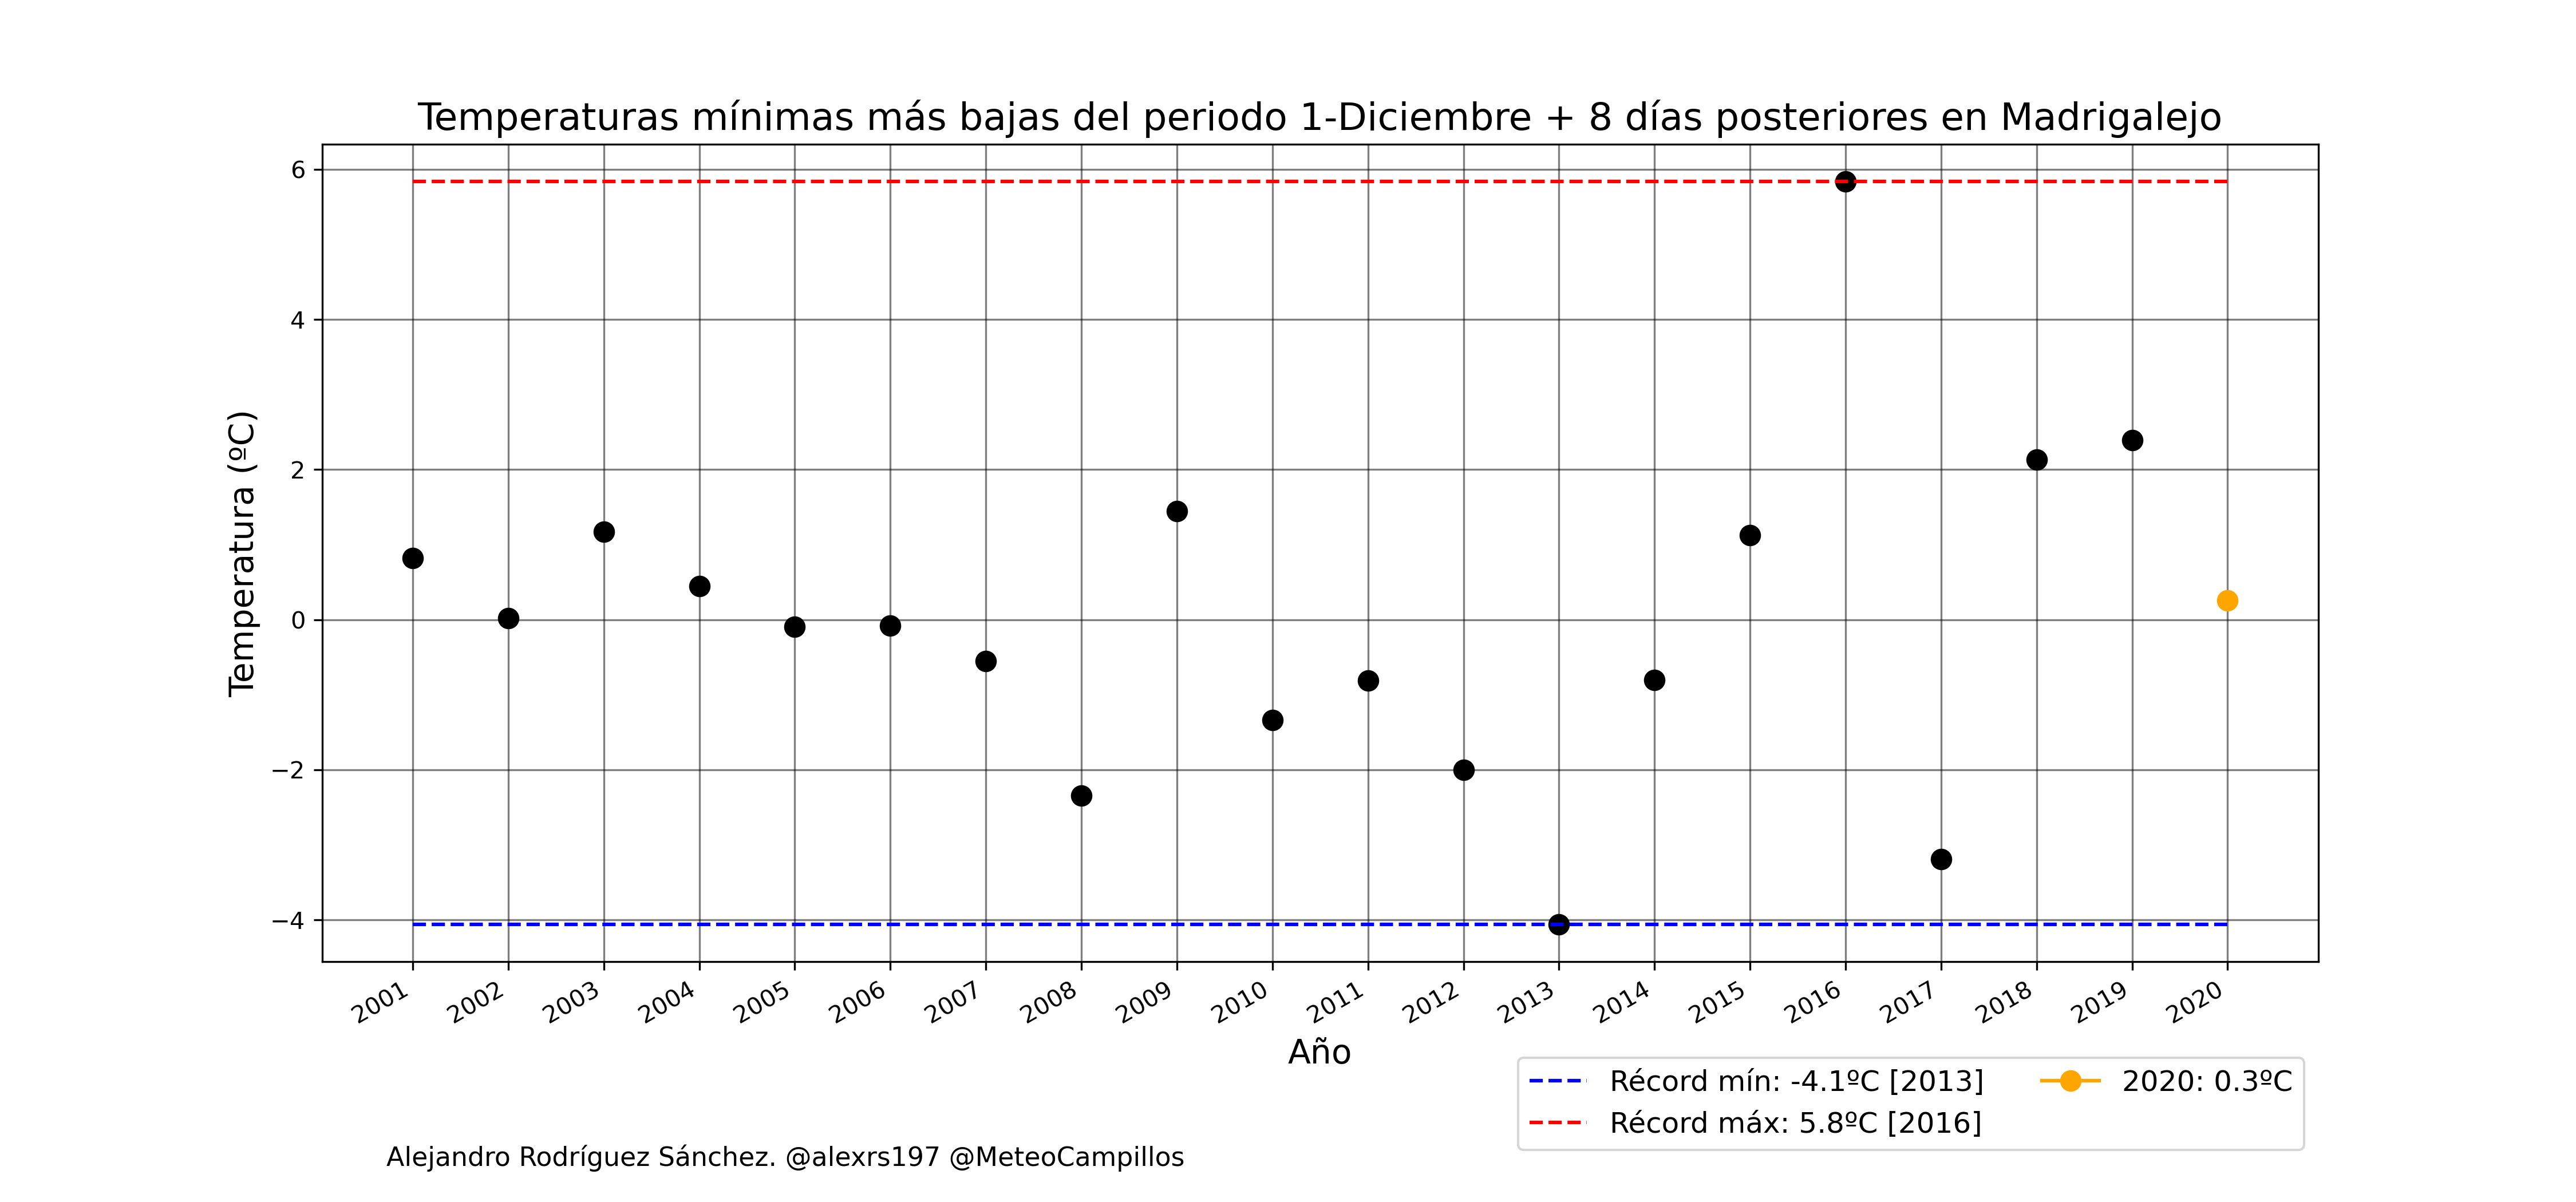 Temperaturas mínimas más bajas del periodo 1-Diciembre + 8 días posteriores en Madrigalejo
Temperatura (ºC)
6
4
2
0
−2
−4
2001 2002 2003 2004 2005 2006 2007 2008 2009 2010 2011 2012 2013 2014 2015 2016 2017 2018 2019 2020
Año
Récord mín: -4.1ºC [2013]
Récord máx: 5.8ºC [2016]
2020: 0.3ºC
Alejandro Rodríguez Sánchez. @alexrs197 @MeteoCampillos